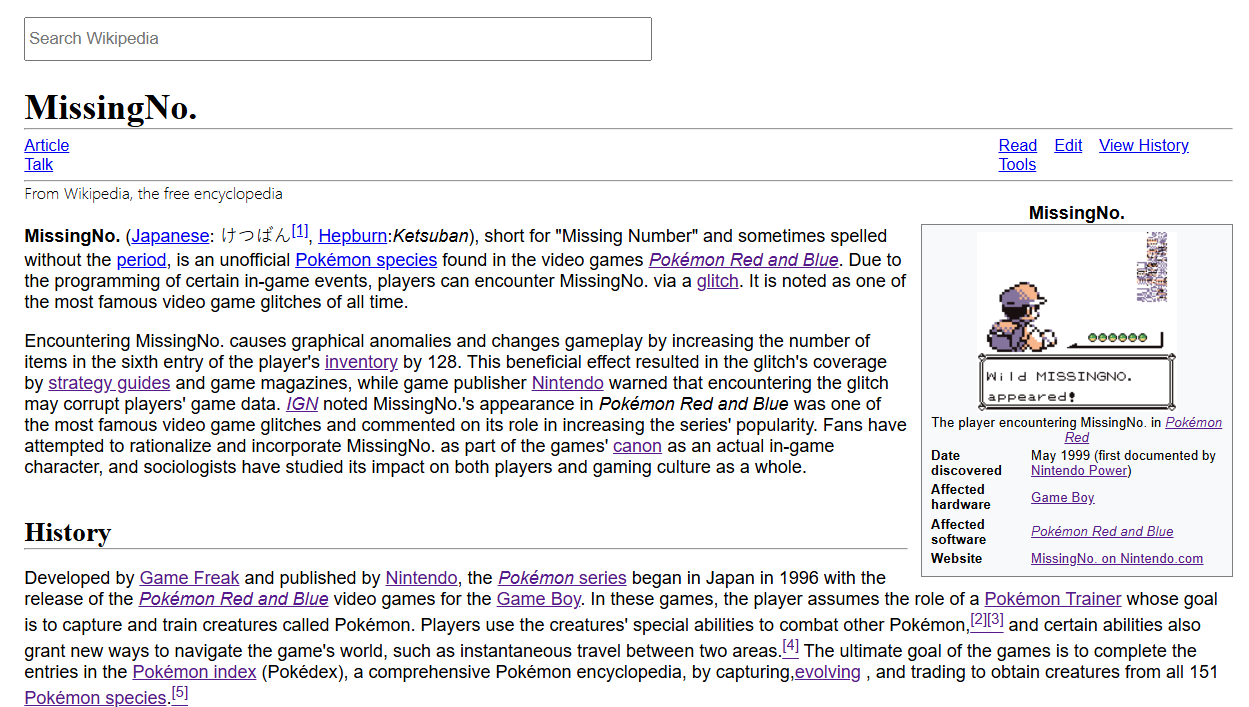 Search Wikipedia
MissingNo.
Article
Talk
Read Edit View History
Tools
From Wikipedia, the free encyclopedia
MissingNo. (Japanese: けつばん[1], Hepburn:Ketsuban), short for "Missing Number" and sometimes spelled
without the period, is an unofficial Pokémon species found in the video games Pokémon Red and Blue. Due to
the programming of certain in-game events, players can encounter MissingNo. via a glitch. It is noted as one of
the most famous video game glitches of all time.
Encountering MissingNo. causes graphical anomalies and changes gameplay by increasing the number of
items in the sixth entry of the player's inventory by 128. This beneficial effect resulted in the glitch's coverage
by strategy guides and game magazines, while game publisher Nintendo warned that encountering the glitch
may corrupt players' game data. IGN noted MissingNo.'s appearance in Pokémon Red and Blue was one of
the most famous video game glitches and commented on its role in increasing the series' popularity. Fans have
attempted to rationalize and incorporate MissingNo. as part of the games' canon as an actual in-game
character, and sociologists have studied its impact on both players and gaming culture as a whole.
MissingNo.
Wild MISSINGNO.
appeared!
The player encountering MissingNo. in Pokémon
Red
Date
discovered
May 1999 (first documented by
Nintendo Power)
Affected
hardware
Game Boy
Affected
software
Pokémon Red and Blue
Website
MissingNo. on Nintendo.com
History
Developed by Game Freak and published by Nintendo, the Pokémon series began in Japan in 1996 with the
release of the Pokémon Red and Blue video games for the Game Boy. In these games, the player assumes the role of a Pokémon Trainer whose goal
is to capture and train creatures called Pokémon. Players use the creatures' special abilities to combat other Pokémon,[2][3] and certain abilities also
grant new ways to navigate the game's world, such as instantaneous travel between two areas.[4] The ultimate goal of the games is to complete the
entries in the Pokémon index (Pokédex), a comprehensive Pokémon encyclopedia, by capturing,evolving , and trading to obtain creatures from all 151
Pokémon species.[5]